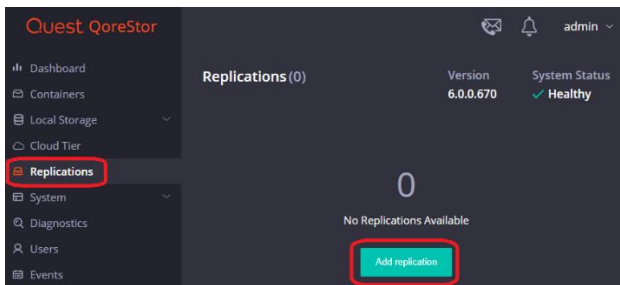 Quest QoreStor
admin
Dashboard
Containers
Local Storage
Cloud Tier
Replications
System
Diagnostics
Users
Events
Replications (0)
Version
6.0.0.670
System Status
Healthy
0
No Replications Available
Add replication